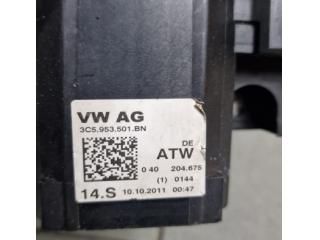 VW AG
3C5.953.501.BN
DE
ATW
0 40 204.675
(1) 0144
14.S 10.10.2011 00:47